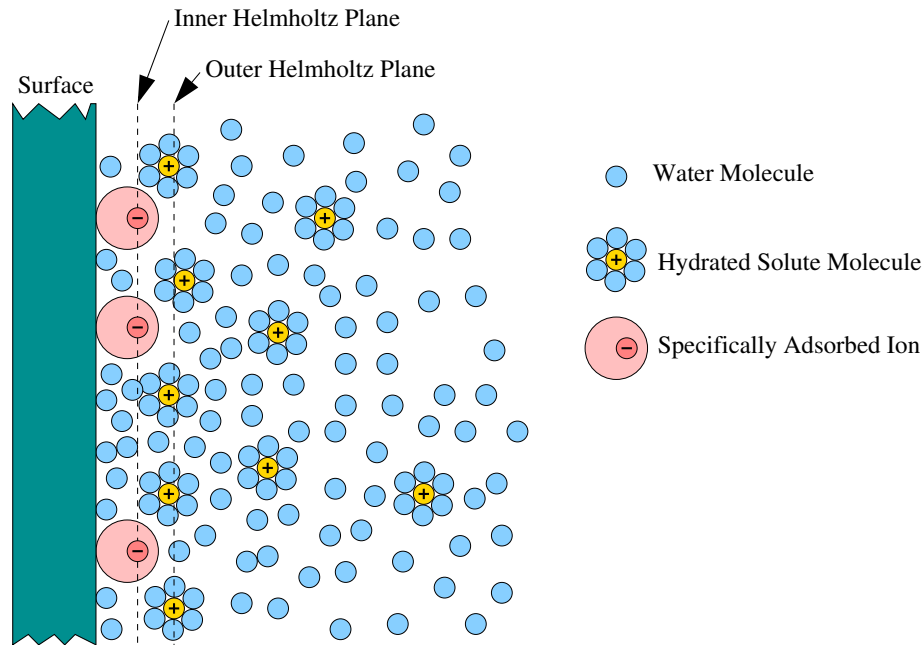 Inner Helmholtz Plane
Outer Helmholtz Plane
Surface
Water Molecule
Hydrated Solute Molecule
Specifically Adsorbed Ion